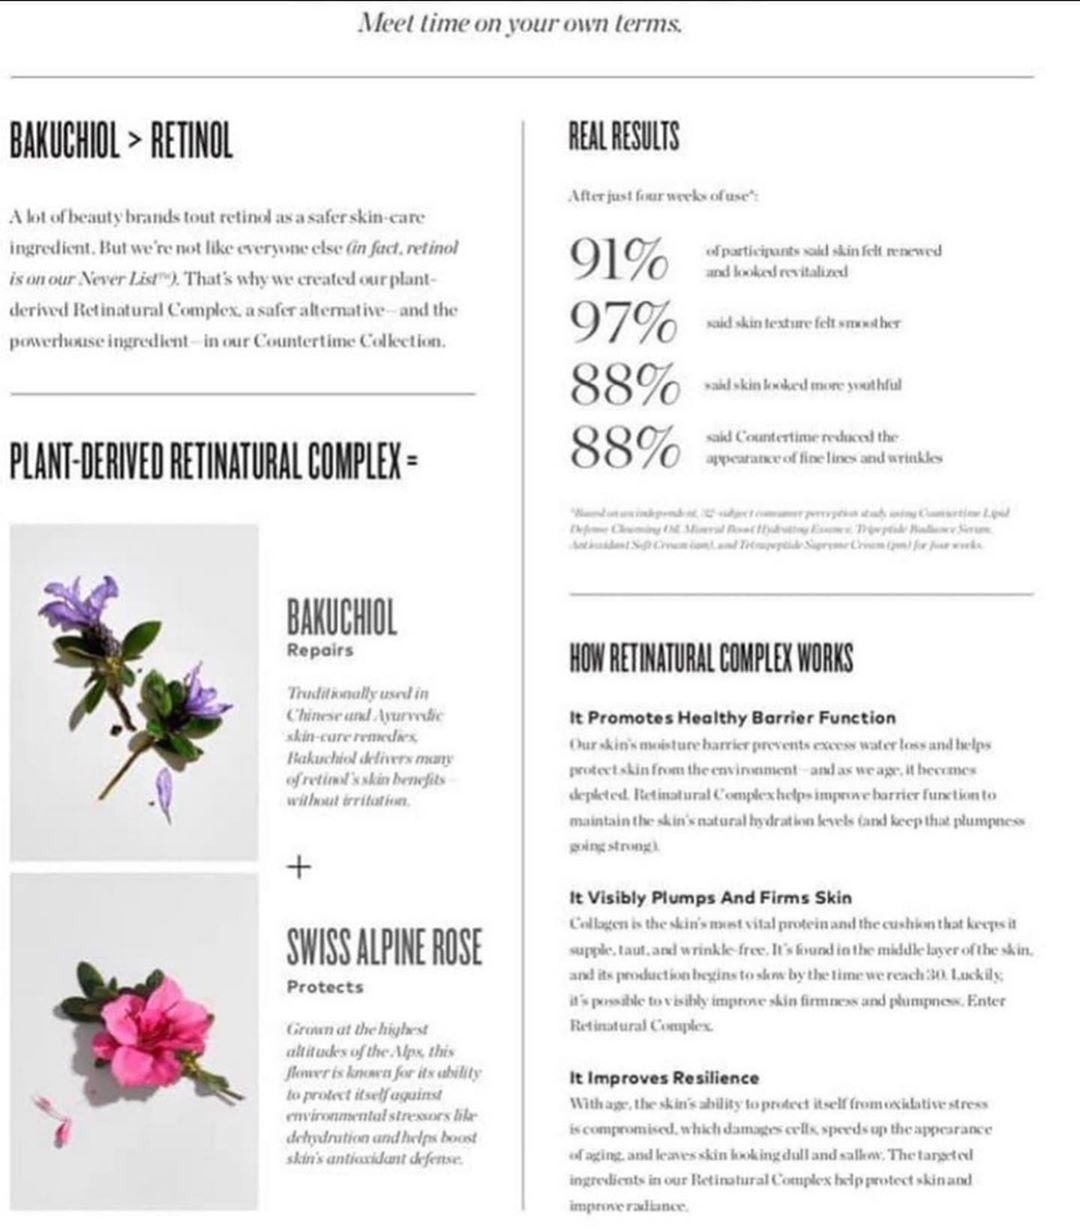 Meet time on your own terms.
BAKUCHIOL > RETINOL
A lot of beauty brands tout retinol as a safer skin-care
ingredient. But we're not like everyone else (in fact, retinol
is on our Never List™). That's why we created our plant-
derived Retinatural Complex, a safer alternative—and the
powerhouse ingredient—in our Countertime Collection.
PLANT-DERIVED RETINATURAL COMPLEX =
BAKUCHIOL
Repairs
Traditionally used in
Chinese and Ayurvedic
skin-care remedies,
Bakuchiol delivers many
of retinol's skin benefits—
without irritation.
+
SWISS ALPINE ROSE
Protects
Grown at the highest
altitudes of the Alps, this
flower is known for its ability
to protect itself against
environmental stressors like
dehydration and helps boost
skin's antioxidant defense.
REAL RESULTS
After just four weeks of use*:
91% of participants said skin felt renewed
and looked revitalized
97% said skin texture felt smoother
88% said skin looked more youthful
88% said Countertime reduced the
appearance of fine lines and wrinkles
*Based on an independent, 32-subject consumer perception study using Countertime Lipid
Defense Cleansing Oil, Mineral Boost Hydrating Essence, Tripeptide Radiance Serum,
Antioxidant Soft Cream (am), and Tetrapeptide Supreme Cream (pm) for four weeks.
HOW RETINATURAL COMPLEX WORKS
It Promotes Healthy Barrier Function
Our skin's moisture barrier prevents excess water loss and helps
protect skin from the environment—and as we age, it becomes
depleted. Retinatural Complex helps improve barrier function to
maintain the skin's natural hydration levels (and keep that plumpness
going strong).
It Visibly Plumps And Firms Skin
Collagen is the skin's most vital protein and the cushion that keeps it
supple, taut, and wrinkle-free. It's found in the middle layer of the skin,
and its production begins to slow by the time we reach 30. Luckily,
it's possible to visibly improve skin firmness and plumpness. Enter
Retinatural Complex.
It Improves Resilience
With age, the skin's ability to protect itself from oxidative stress
is compromised, which damages cells, speeds up the appearance
of aging, and leaves skin looking dull and sallow. The targeted
ingredients in our Retinatural Complex help protect skin and
improve radiance.